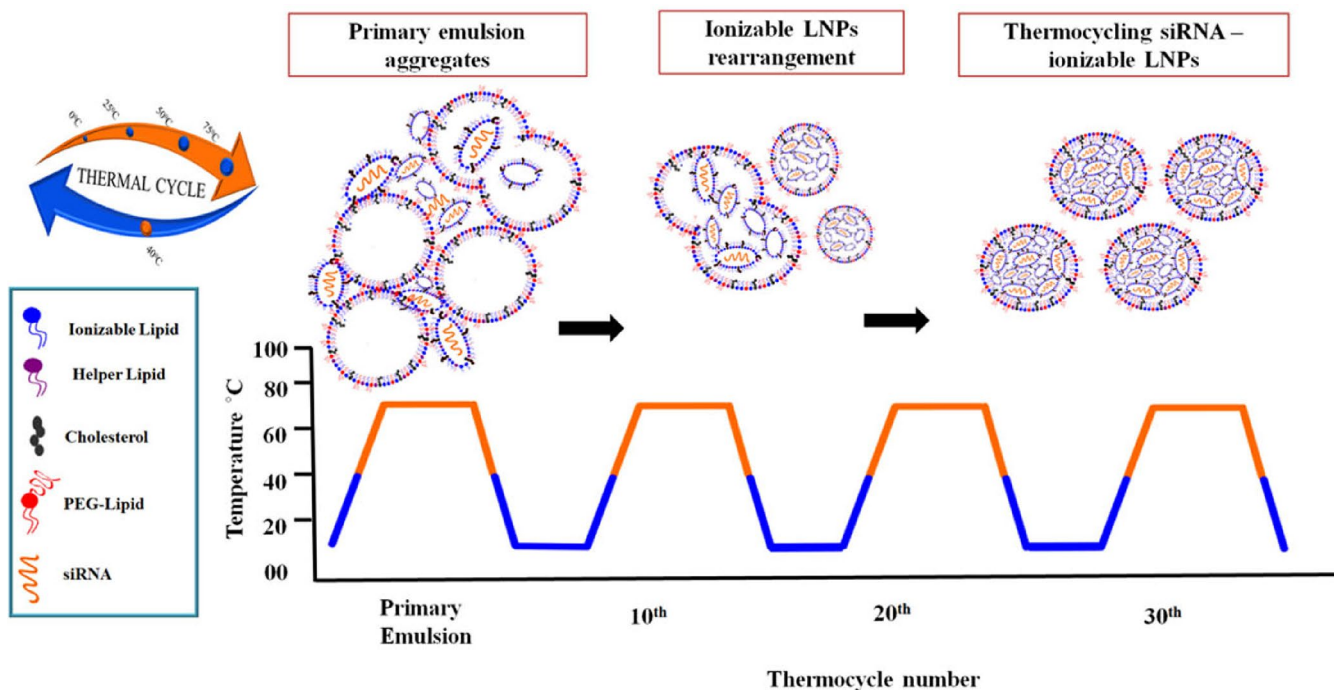 Primary emulsion
aggregates
Ionizable LNPs
rearrangement
Thermocycling siRNA –
ionizable LNPs
0°C
25°C
50°C
75°C
THERMAL CYCLE
40°C
Ionizable Lipid
Helper Lipid
Cholesterol
PEG-Lipid
siRNA
Temperature °C
100
80
60
40
20
00
Primary
Emulsion
10th
20th
30th
Thermocycle number